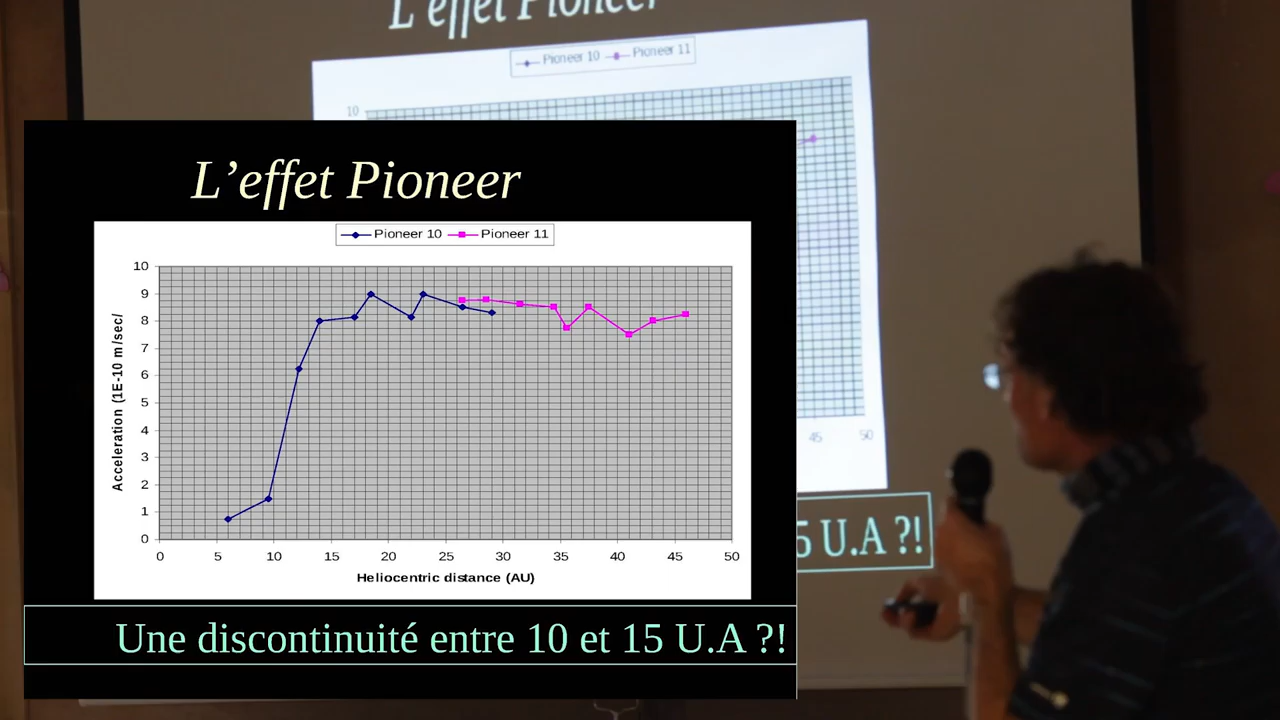 L'effet Pioneer
Pioneer 10 Pioneer 11
10
L’effet Pioneer
Pioneer 10 Pioneer 11
10
9
8
7
6
5
4
3
2
1
0
Acceleration (1E-10 m/sec/
0 5 10 15 20 25 30 35 40 45 50
Heliocentric distance (AU)
Une discontinuité entre 10 et 15 U.A ?!
45 50
5 U.A ?!